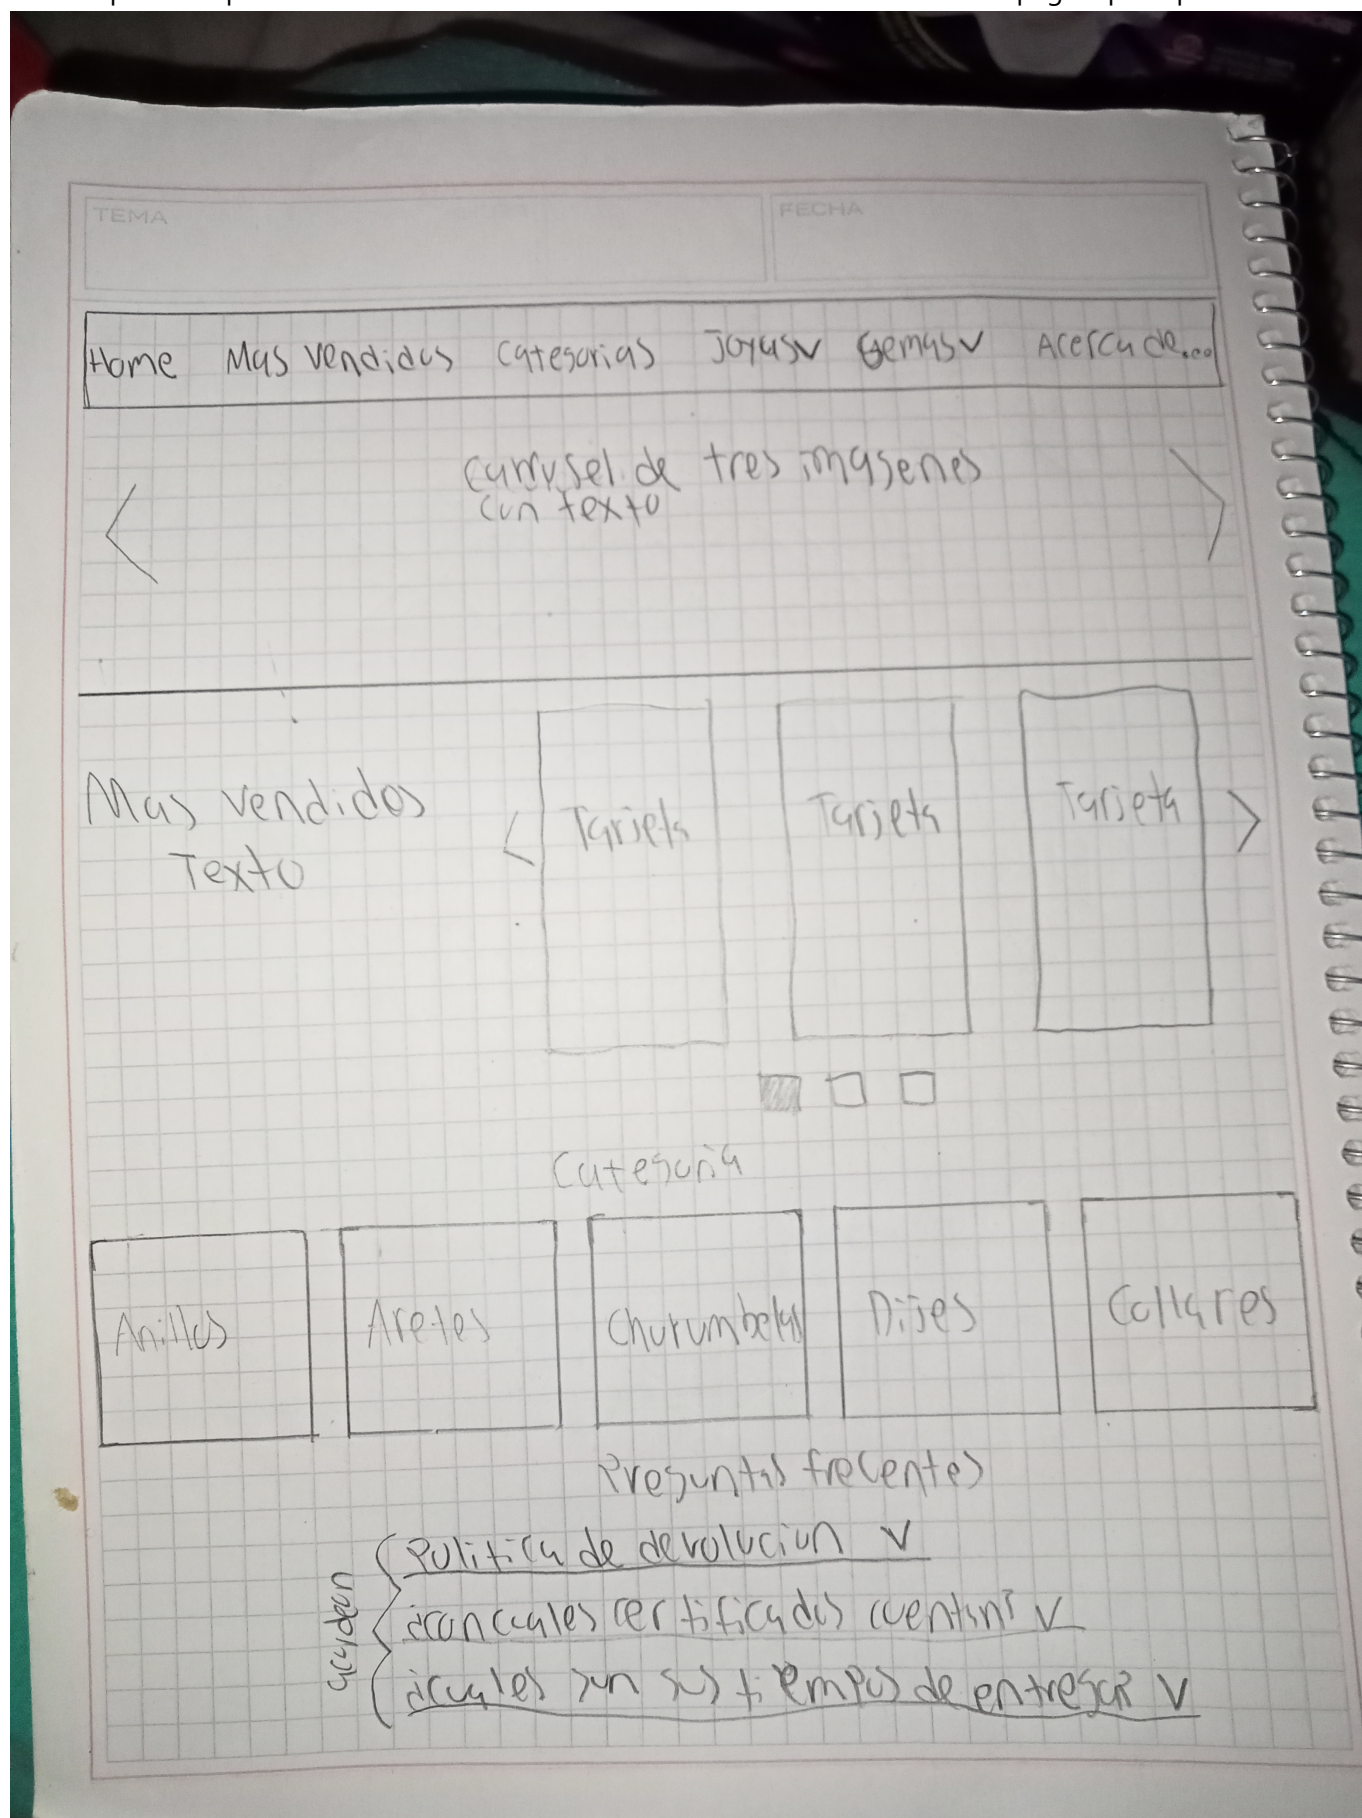 TEMA
FECHA
Home Mas vendidos Categorias Joyas v Gemas v Acerca de...
Carrusel de tres imagenes
con texto
Mas vendidos
Texto
< Tarjeta Tarjeta Tarjeta >
Categoria
Anillos Aretes Churumbelas Dijes Collares
Preguntas frecentes
Politica de devolucion v
¿con cuales certificados cuentan? v
¿cuales son sus tiempos de entrega? v